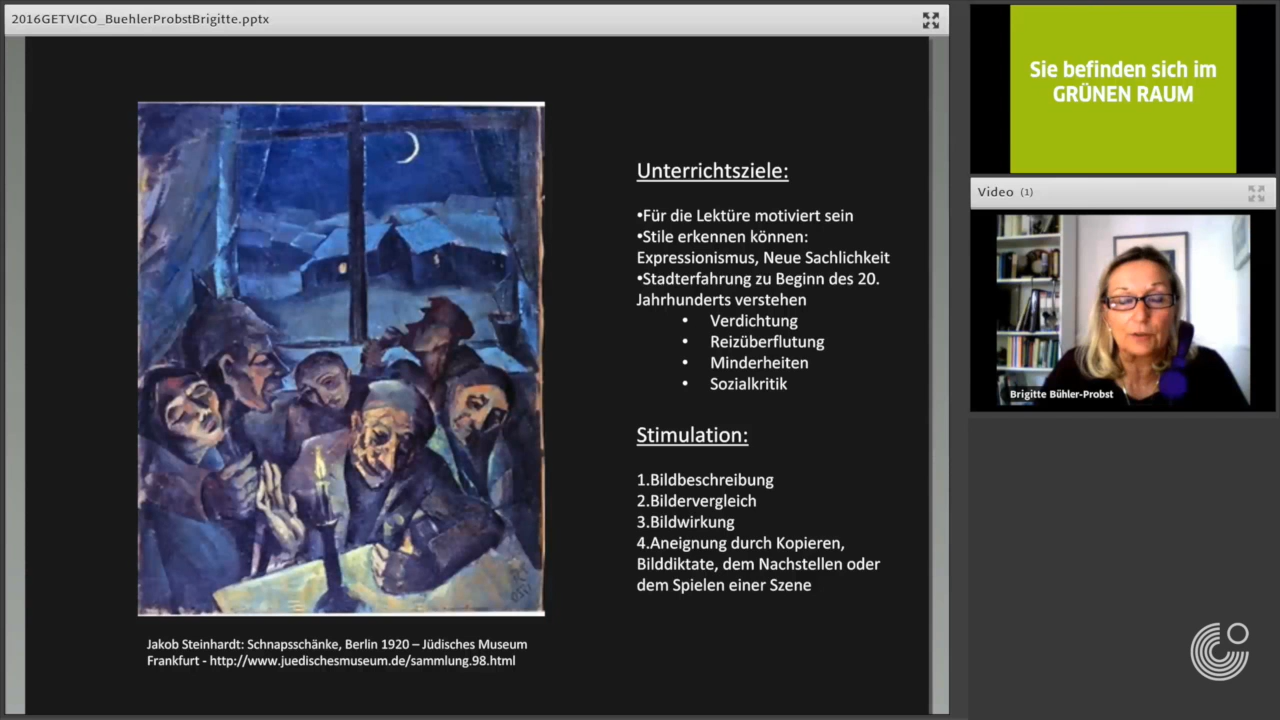 2016GETVICO_BuehlerProbstBrigitte.pptx
Unterrichtsziele:
•Für die Lektüre motiviert sein
•Stile erkennen können:
Expressionismus, Neue Sachlichkeit
•Stadterfahrung zu Beginn des 20.
Jahrhunderts verstehen
• Verdichtung
• Reizüberflutung
• Minderheiten
• Sozialkritik
Stimulation:
1.Bildbeschreibung
2.Bildervergleich
3.Bildwirkung
4.Aneignung durch Kopieren,
Bilddiktate, dem Nachstellen oder
dem Spielen einer Szene
Jakob Steinhardt: Schnapsschänke, Berlin 1920 – Jüdisches Museum
Frankfurt - http://www.juedischesmuseum.de/sammlung.98.html
Sie befinden sich im
GRÜNEN RAUM
Video (1)
Brigitte Bühler-Probst